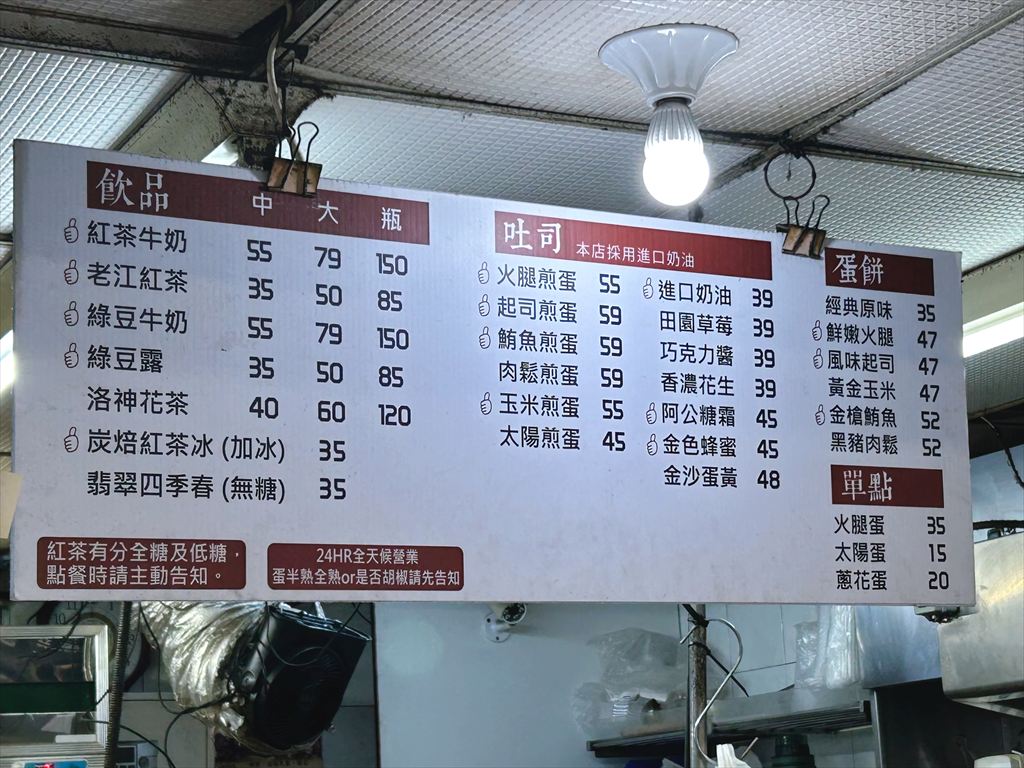 飲品 中 大 瓶
紅茶牛奶 55 79 150
老江紅茶 35 50 85
綠豆牛奶 55 79 150
綠豆露 35 50 85
洛神花茶 40 60 120
炭焙紅茶冰 (加冰) 35
翡翠四季春 (無糖) 35
紅茶有分全糖及低糖，
點餐時請主動告知。
24HR全天候營業
蛋半熟全熟or是否胡椒請先告知
吐司 本店採用進口奶油
火腿煎蛋 55
起司煎蛋 59
鮪魚煎蛋 59
肉鬆煎蛋 59
玉米煎蛋 55
太陽煎蛋 45
進口奶油 39
田園草莓 39
巧克力醬 39
香濃花生 39
阿公糖霜 45
金色蜂蜜 45
金沙蛋黃 48
蛋餅
經典原味 35
鮮嫩火腿 47
風味起司 47
黃金玉米 47
金槍鮪魚 52
黑豬肉鬆 52
單點
火腿蛋 35
太陽蛋 15
蔥花蛋 20